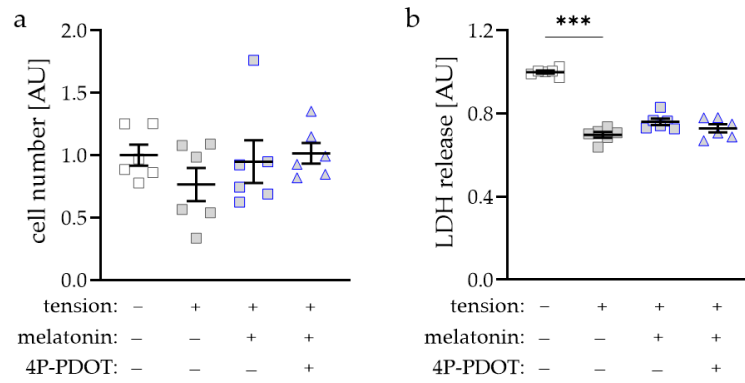 a
cell number [AU]
2.0
1.5
1.0
0.5
0.0
tension: – + + +
melatonin: – – + +
4P-PDOT: – – – +
b
LDH release [AU]
1.2
0.8
0.4
0.0
***
tension: – + + +
melatonin: – – + +
4P-PDOT: – – – +